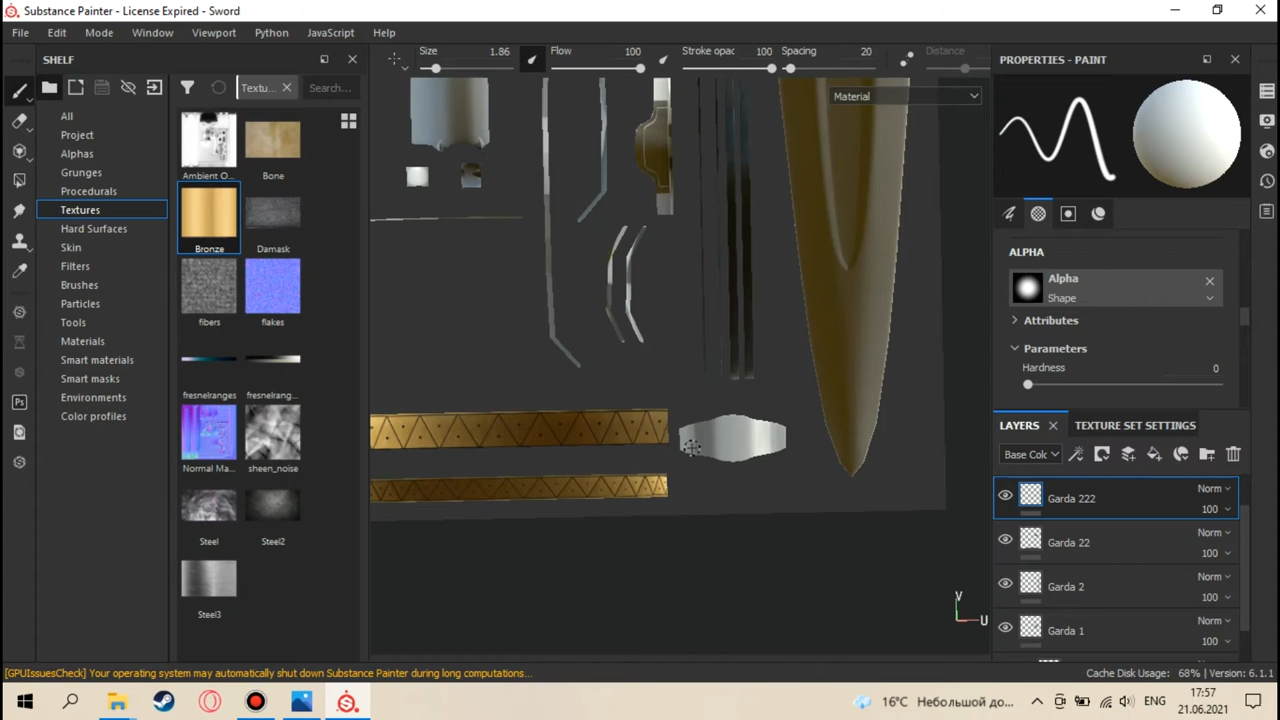 Substance Painter - License Expired - Sword
File Edit Mode Window Viewport Python JavaScript Help
SHELF
Textu...
Search...
All
Project
Alphas
Grunges
Procedurals
Textures
Hard Surfaces
Skin
Filters
Brushes
Particles
Tools
Materials
Smart materials
Smart masks
Environments
Color profiles
Ambient O... Bone
Bronze Damask
fibers flakes
fresnelranges fresnelrang...
Normal Ma... sheen_noise
Steel Steel2
Steel3
Size 1.86 Flow 100 Stroke opac 100 Spacing 20 Distance
Material
V
U
PROPERTIES - PAINT
ALPHA
Alpha
Shape
Attributes
Parameters
Hardness 0
LAYERS TEXTURE SET SETTINGS
Base Colc
Garda 222 Norm 100
Garda 22 Norm 100
Garda 2 Norm 100
Garda 1 Norm 100
[GPUIssuesCheck] Your operating system may automatically shut down Substance Painter during long computations...
Cache Disk Usage: 68% | Version: 6.1.1
Ps
16°C Небольшой до...
ENG
17:57
21.06.2021